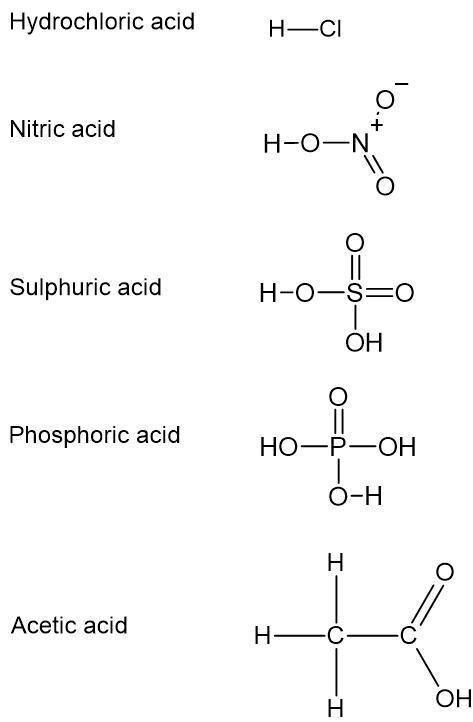 Hydrochloric acid H Cl
O−
Nitric acid H O N+
O
O
Sulphuric acid H O S O
OH
O
Phosphoric acid HO P OH
O H
H O
Acetic acid H C C
H OH